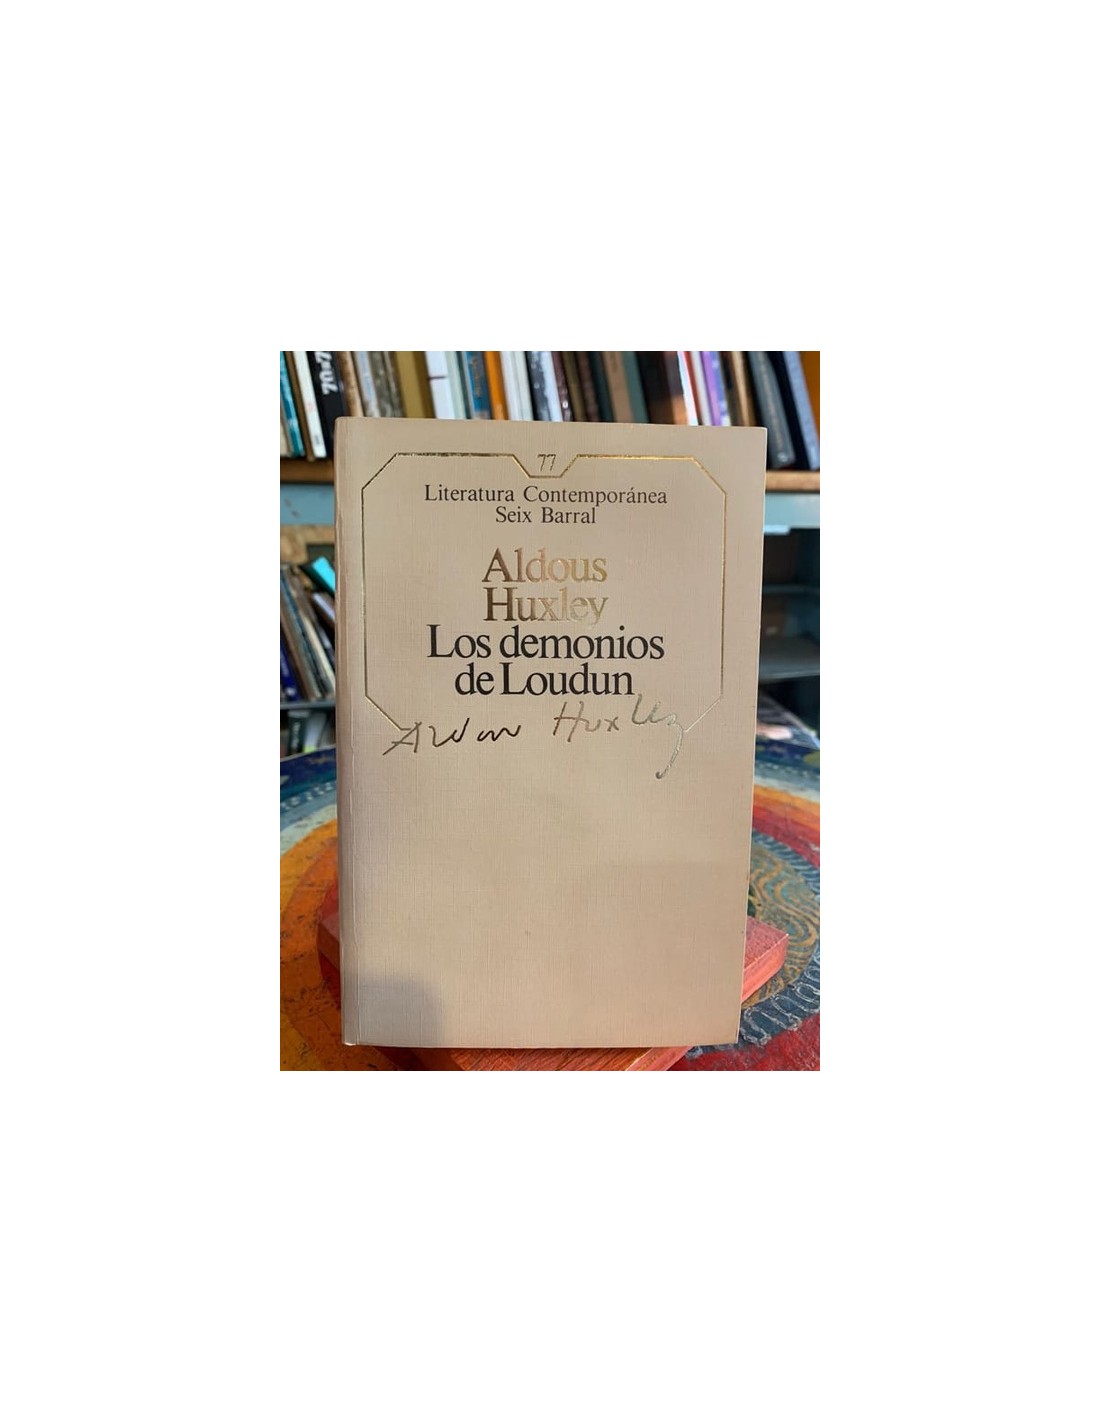 77
Literatura Contemporánea
Seix Barral
Aldous
Huxley
Los demonios
de Loudun
Aldous Huxley